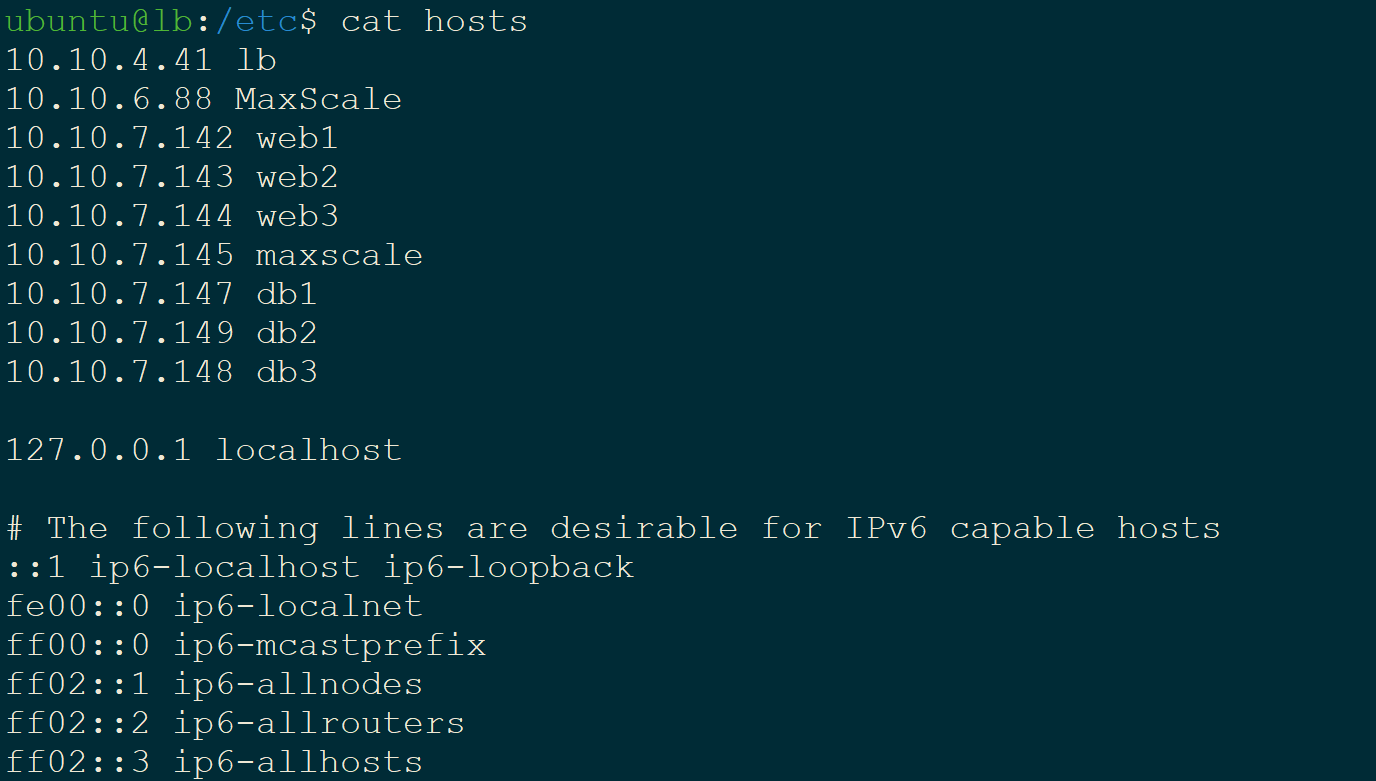 ubuntu@lb:/etc$ cat hosts
10.10.4.41 lb
10.10.6.88 MaxScale
10.10.7.142 web1
10.10.7.143 web2
10.10.7.144 web3
10.10.7.145 maxscale
10.10.7.147 db1
10.10.7.149 db2
10.10.7.148 db3
127.0.0.1 localhost
# The following lines are desirable for IPv6 capable hosts
::1 ip6-localhost ip6-loopback
fe00::0 ip6-localnet
ff00::0 ip6-mcastprefix
ff02::1 ip6-allnodes
ff02::2 ip6-allrouters
ff02::3 ip6-allhosts